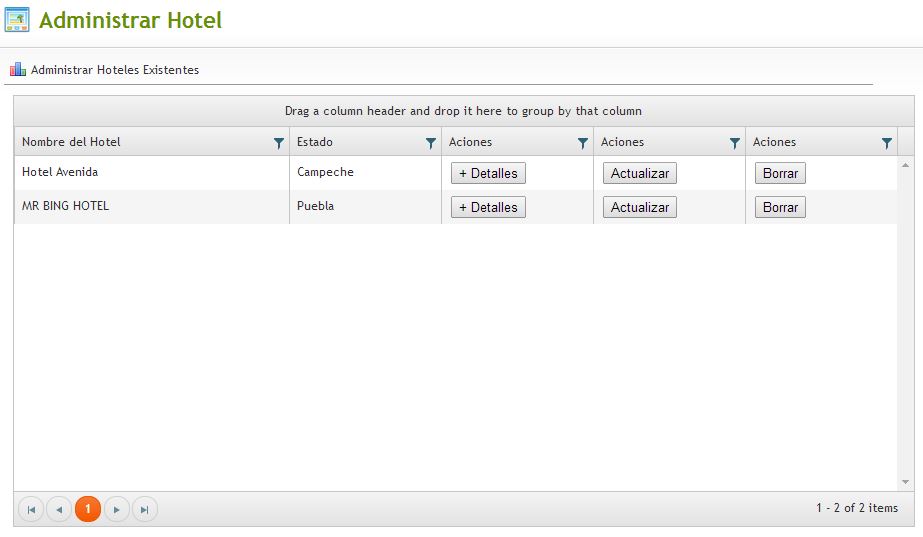 Administrar Hotel
Administrar Hoteles Existentes
Drag a column header and drop it here to group by that column
Nombre del Hotel Estado Aciones Aciones Aciones
Hotel Avenida Campeche + Detalles Actualizar Borrar
MR BING HOTEL Puebla + Detalles Actualizar Borrar
1 1 - 2 of 2 items